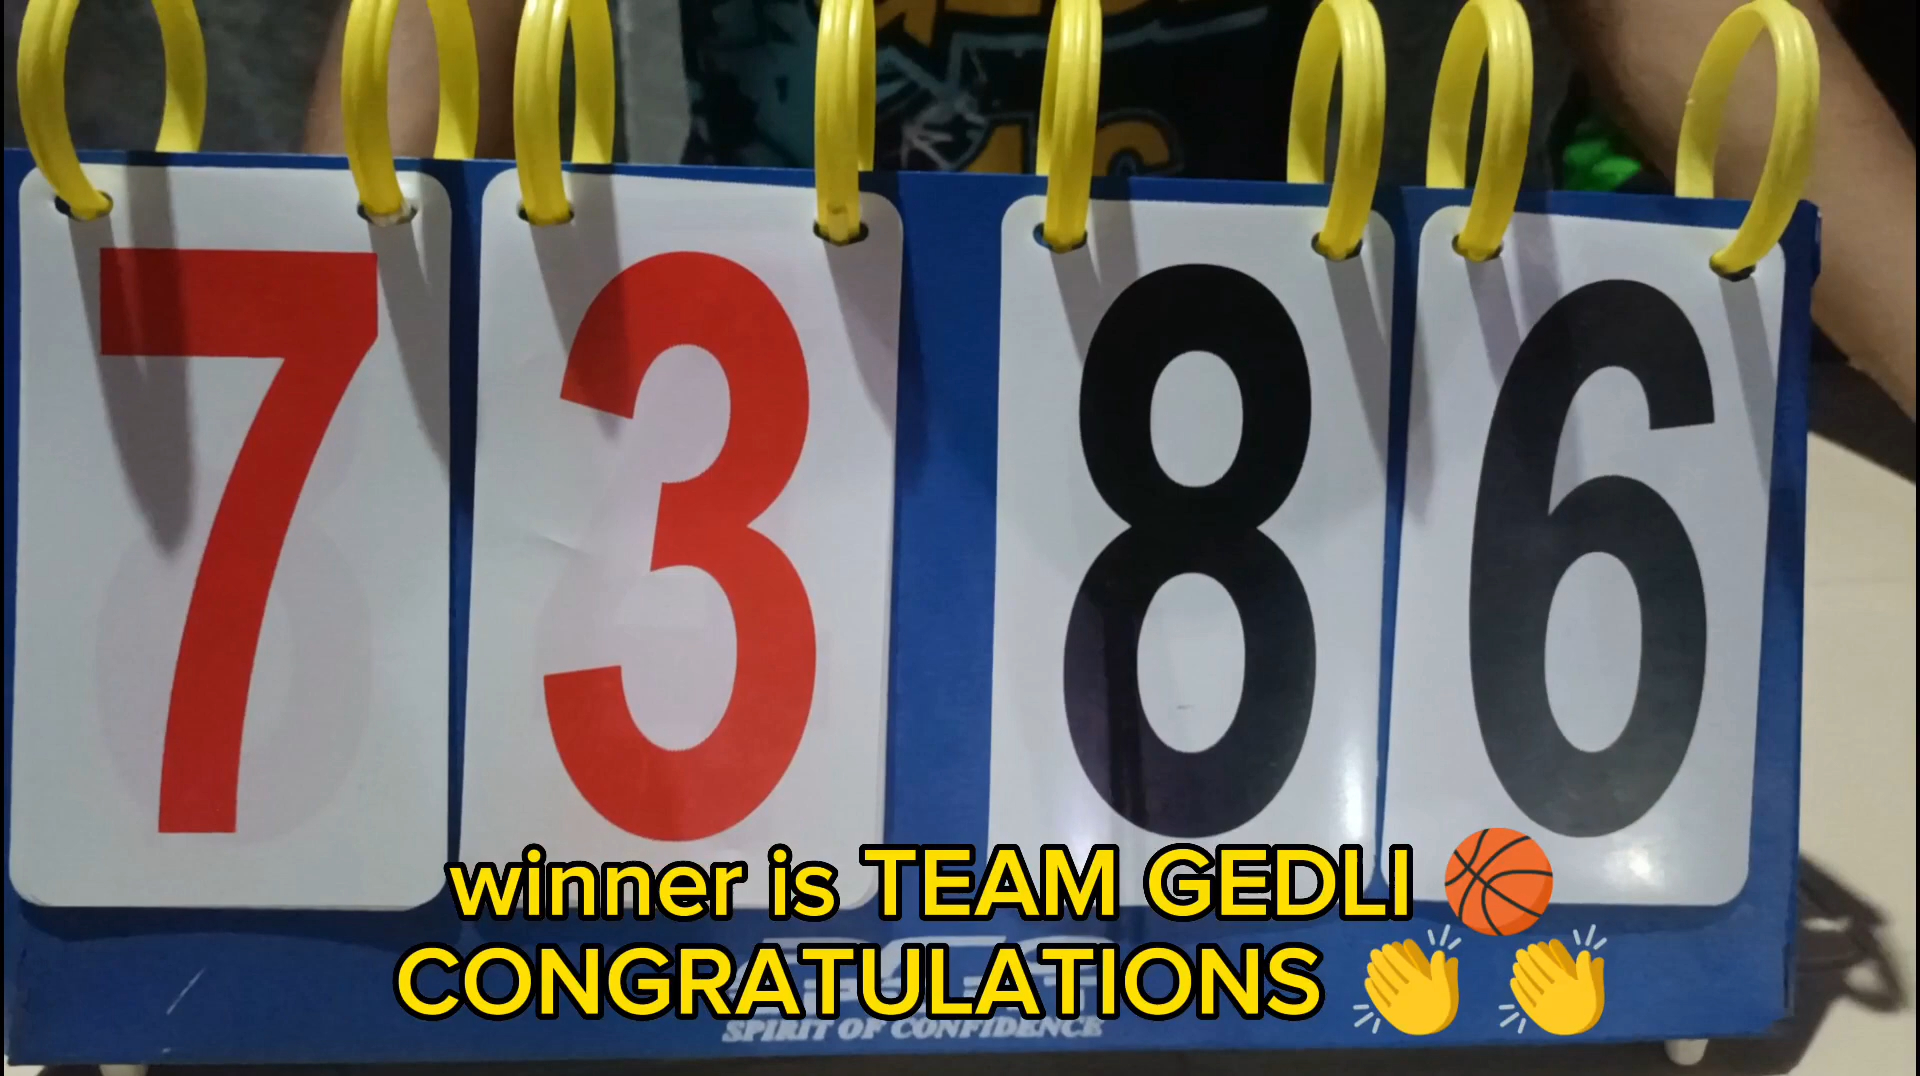 73 86
winner is TEAM GEDLI 🏀
CONGRATULATIONS 👏 👏
SPIRIT OF CONFIDENCE